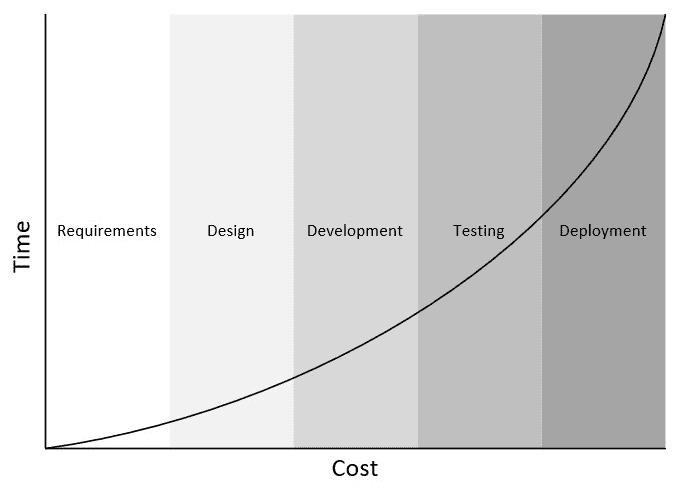 Time
Requirements
Design
Development
Testing
Deployment
Cost